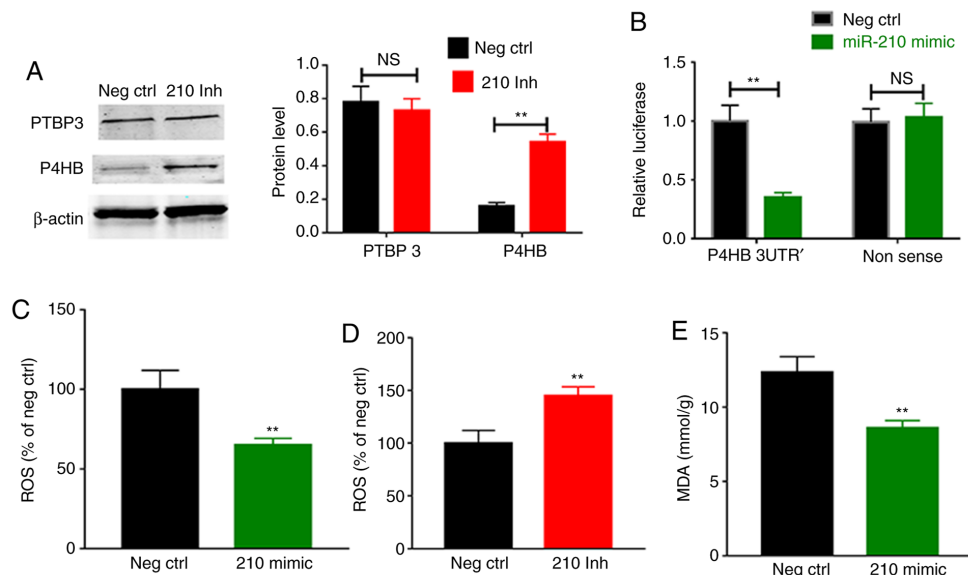 A
Neg ctrl 210 Inh
PTBP3
P4HB
β-actin
Neg ctrl
210 Inh
Protein level
1.0
0.8
0.6
0.4
0.2
0.0
NS
**
PTBP 3
P4HB
B
Neg ctrl
miR-210 mimic
Relative luciferase
1.5
1.0
0.5
0.0
**
NS
P4HB 3UTR′
Non sense
C
ROS (% of neg ctrl)
150
100
50
0
**
Neg ctrl
210 mimic
D
ROS (% of neg ctrl)
200
150
100
50
0
**
Neg ctrl
210 Inh
E
MDA (mmol/g)
15
10
5
0
**
Neg ctrl
210 mimic